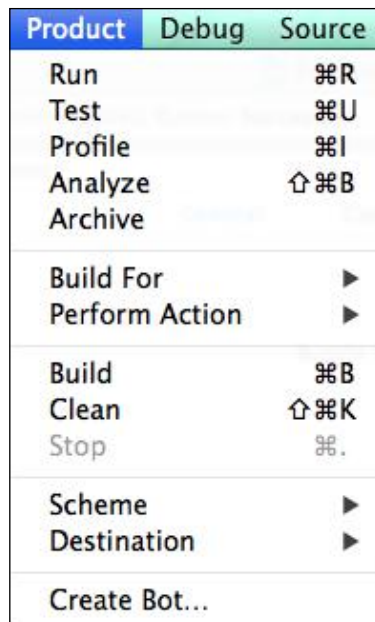 Product Debug Source
Run ⌘R
Test ⌘U
Profile ⌘I
Analyze ⇧⌘B
Archive
Build For ▶
Perform Action ▶
Build ⌘B
Clean ⇧⌘K
Stop ⌘.
Scheme ▶
Destination ▶
Create Bot...